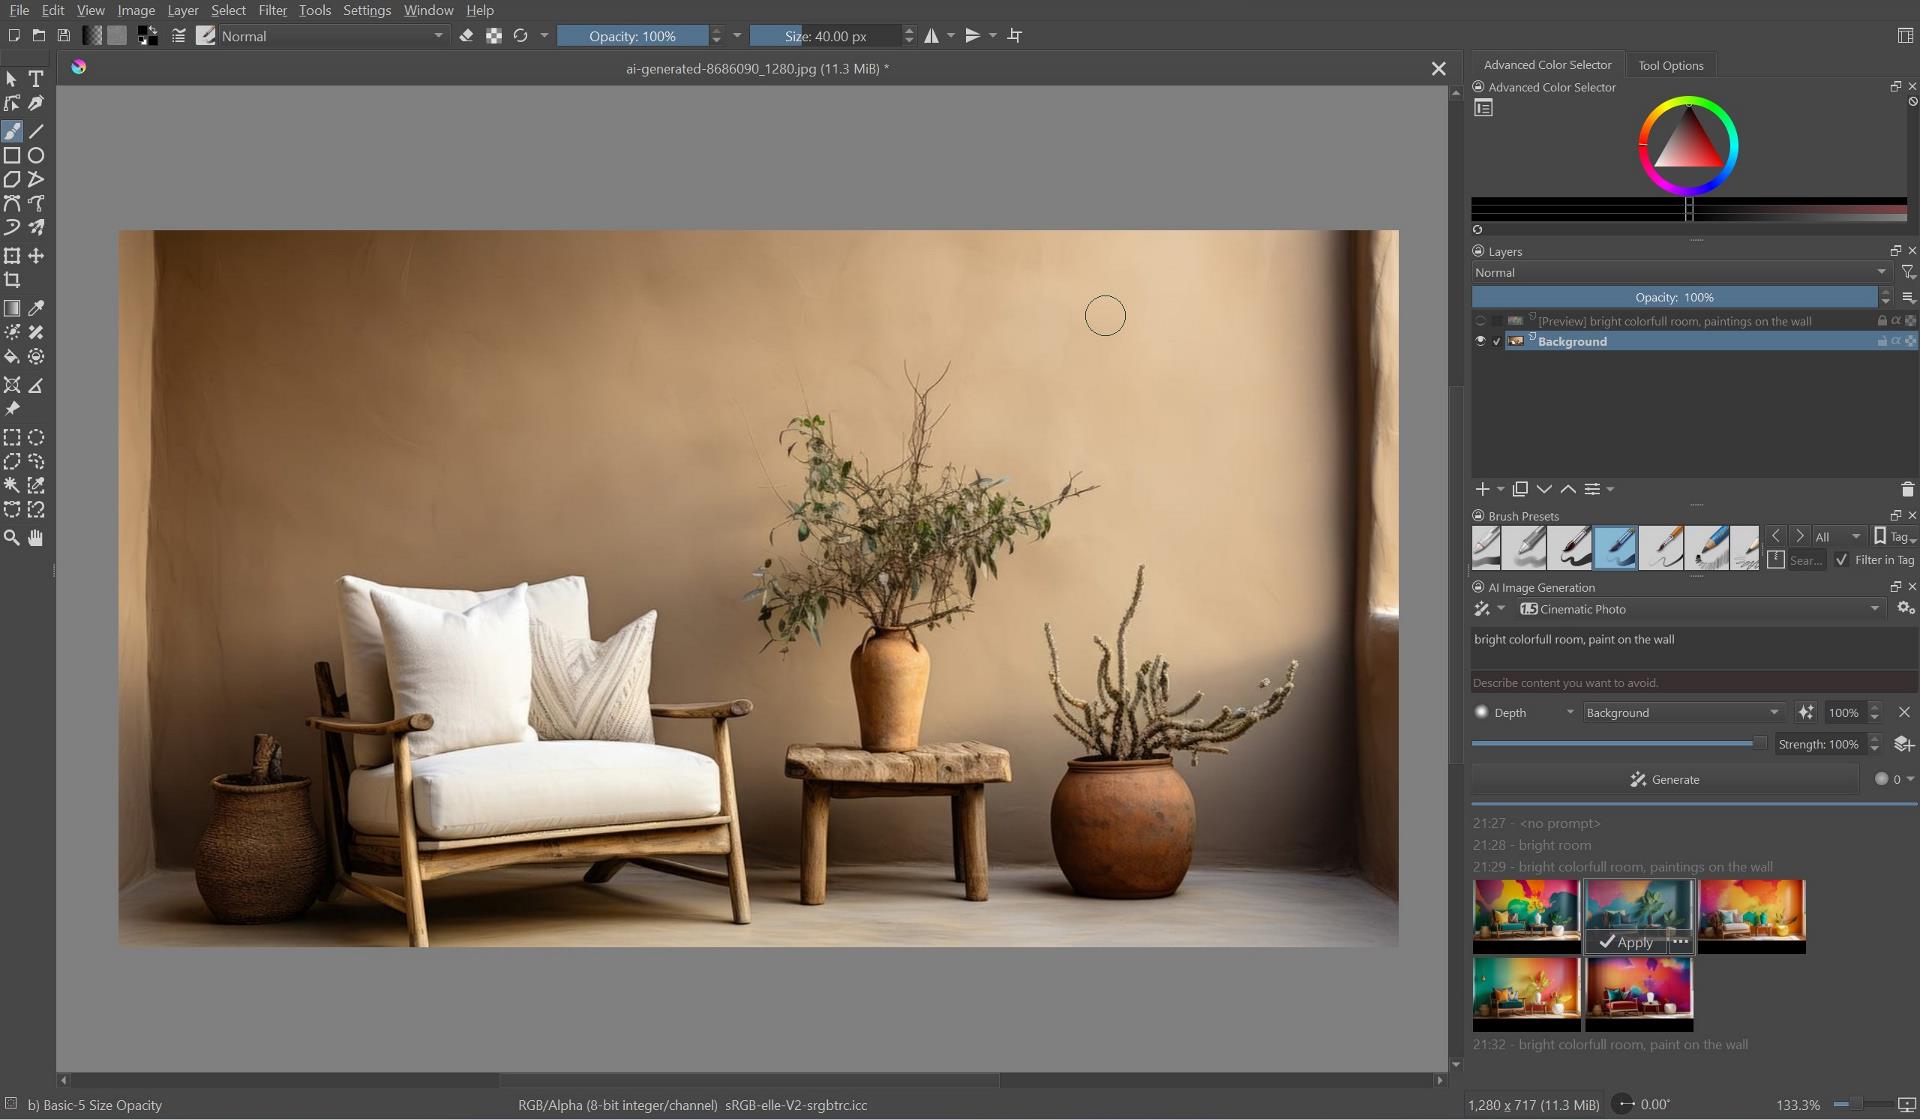 File Edit View Image Layer Select Filter Tools Settings Window Help
Normal Opacity: 100% Size: 40.00 px
ai-generated-8686090_1280.jpg (11.3 MiB) *
Advanced Color Selector Tool Options
Advanced Color Selector
Layers
Normal
Opacity: 100%
[Preview] bright colorfull room, paintings on the wall
Background
Brush Presets
All Tag
Sear... Filter in Tag
AI Image Generation
1.5 Cinematic Photo
bright colorfull room, paint on the wall
Describe content you want to avoid.
Depth Background 100%
Strength: 100%
Generate 0
21:27 - <no prompt>
21:28 - bright room
21:29 - bright colorfull room, paintings on the wall
Apply
21:32 - bright colorfull room, paint on the wall
b) Basic-5 Size Opacity RGB/Alpha (8-bit integer/channel) sRGB-elle-V2-srgbtrc.icc 1,280 x 717 (11.3 MiB) 0.00° 133.3%